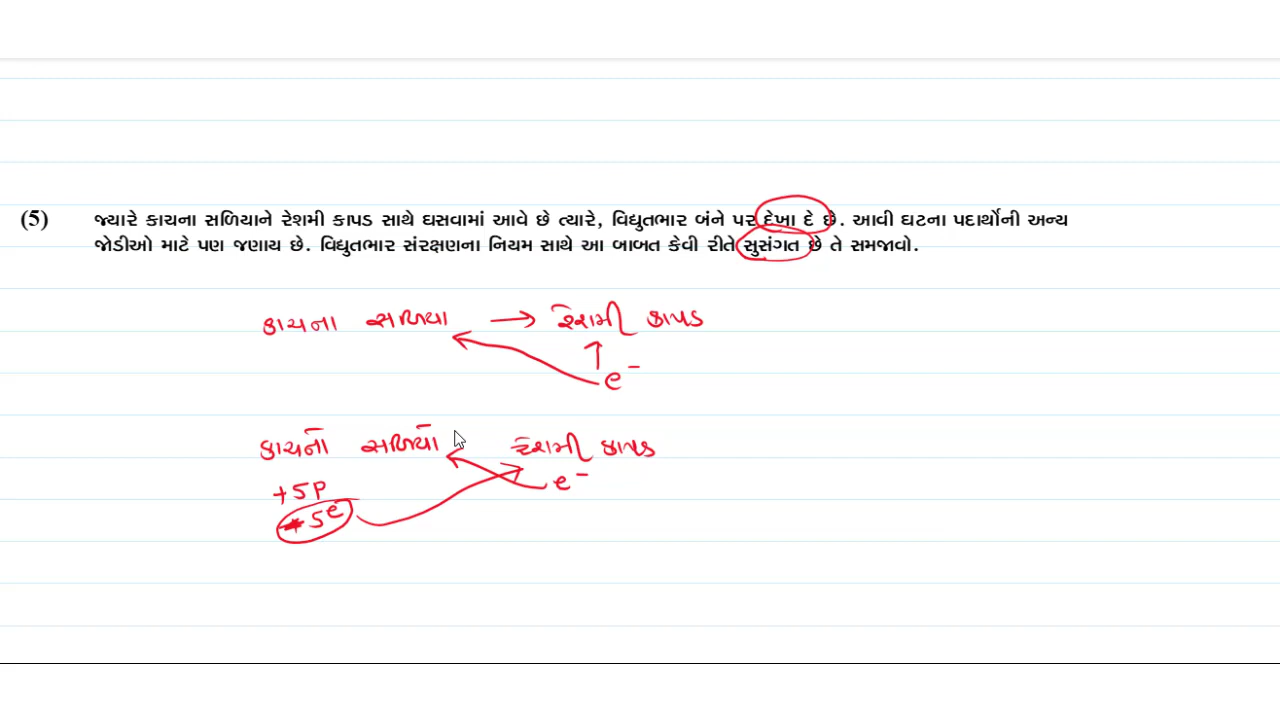 (5) જ્યારે કાચના સળિયાને રેશમી કાપડ સાથે ઘસવામાં આવે છે ત્યારે, વિદ્યુતભાર બંને પર દેખા દે છે. આવી ઘટના પદાર્થોની અન્ય
જોડીઓ માટે પણ જણાય છે. વિદ્યુતભાર સંરક્ષણના નિયમ સાથે આ બાબત કેવી રીતે સુસંગત છે તે સમજાવો.
કાચના સળિયા → રેશમી કાપડ
e⁻
કાચનો સળિયો રેશમી કાપડ
e⁻
+5P
5e⁻